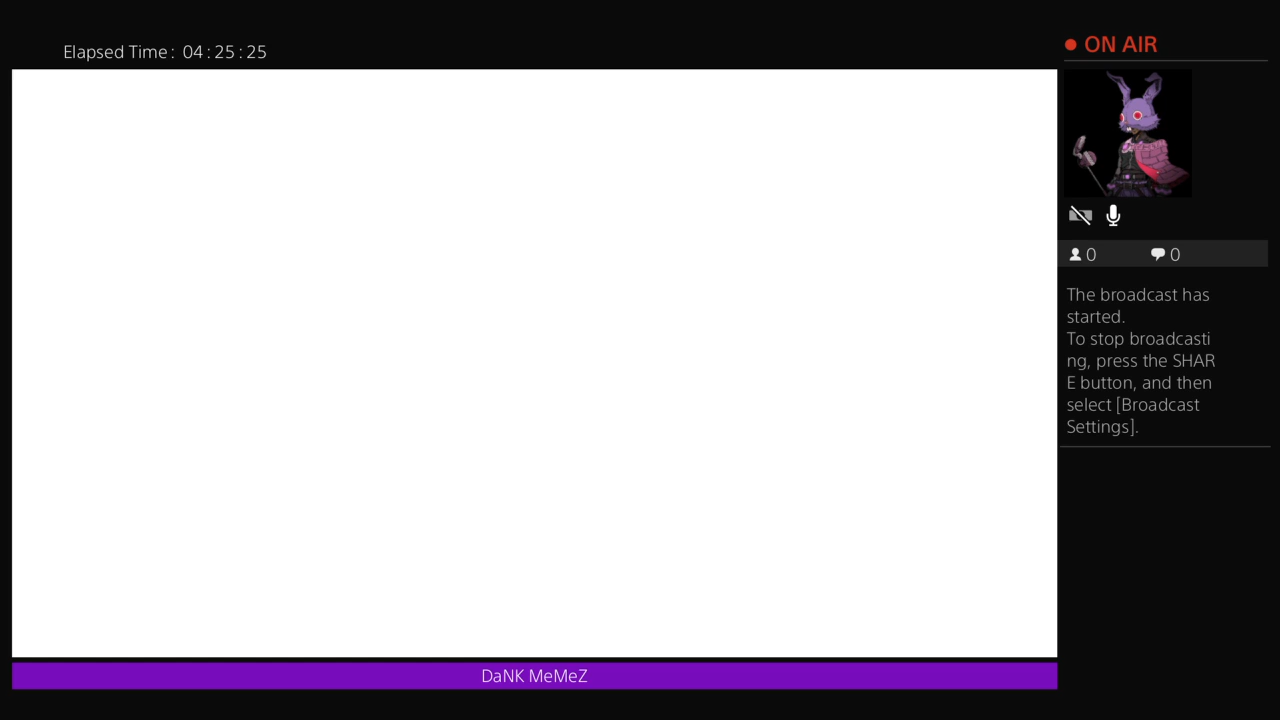 Elapsed Time: 04:25:25
ON AIR
0 0
The broadcast has
started.
To stop broadcasti
ng, press the SHAR
E button, and then
select [Broadcast
Settings].
DaNK MeMeZ